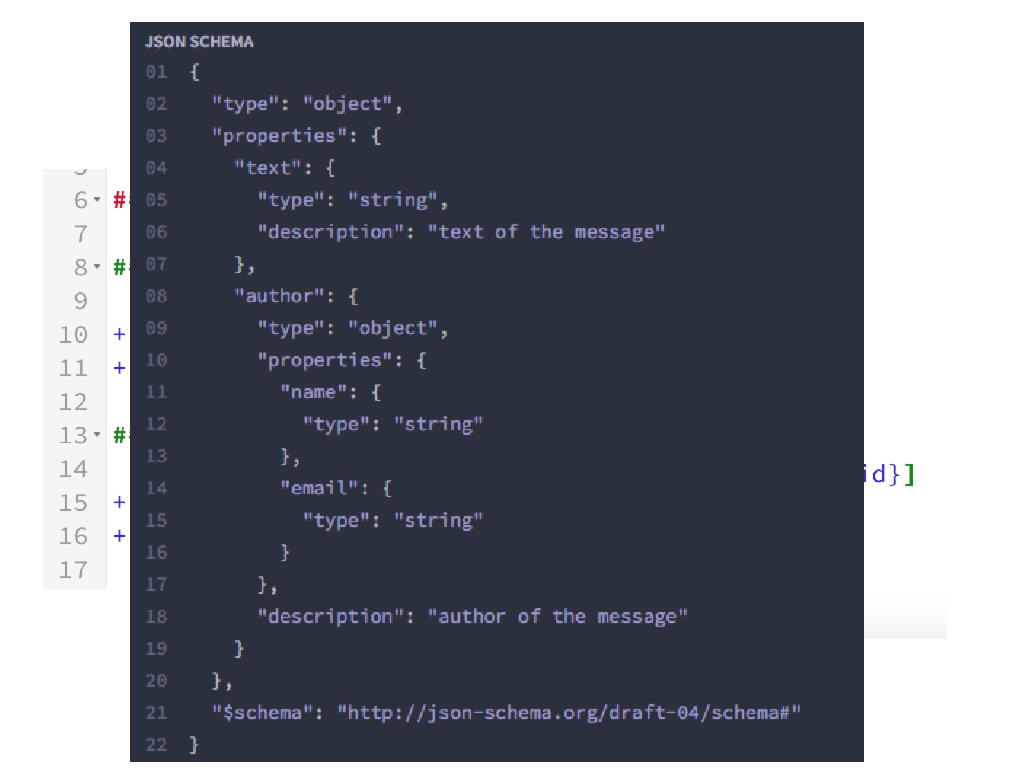 JSON SCHEMA
01 {
02 "type": "object",
03 "properties": {
04 "text": {
05 "type": "string",
06 "description": "text of the message"
07 },
08 "author": {
09 "type": "object",
10 "properties": {
11 "name": {
12 "type": "string"
13 },
14 "email": {
15 "type": "string"
16 }
17 },
18 "description": "author of the message"
19 }
20 },
21 "$schema": "http://json-schema.org/draft-04/schema#"
22 }
6 #
7
8 #
9
10 +
11 +
12
13 #
14
15 +
16 +
17
id}]